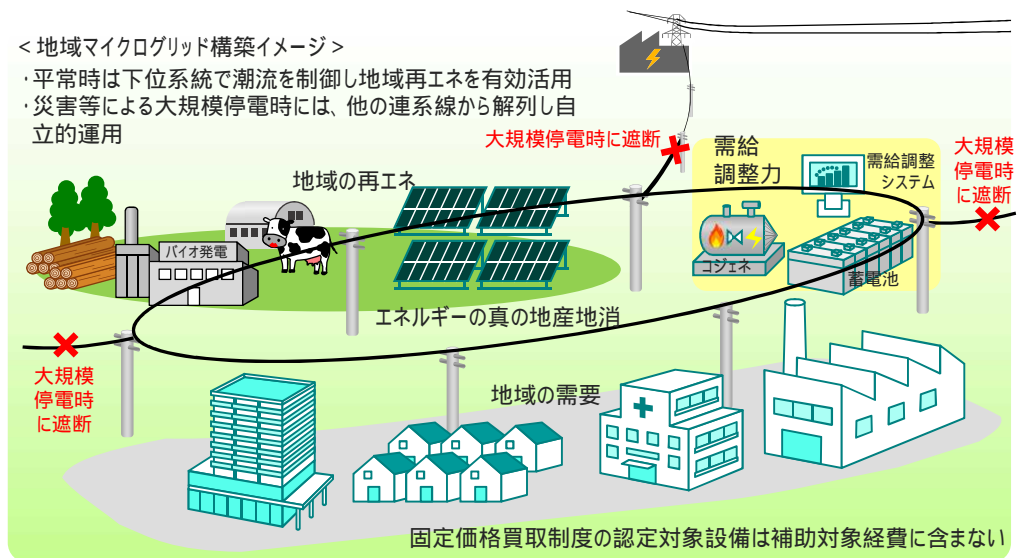 ＜地域マイクログリッド構築イメージ＞
・平常時は下位系統で潮流を制御し地域再エネを有効活用
・災害等による大規模停電時には、他の連系線から解列し自
立的運用
大規模停電時に遮断
需給
調整力
需給調整
システム
大規模
停電時
に遮断
地域の再エネ
バイオ発電
コジェネ
蓄電池
エネルギーの真の地産地消
大規模
停電時
に遮断
地域の需要
固定価格買取制度の認定対象設備は補助対象経費に含まない